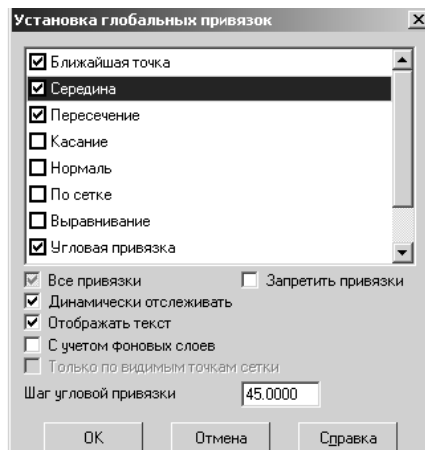 Установка глобальных привязок
Ближайшая точка
Середина
Пересечение
Касание
Нормаль
По сетке
Выравнивание
Угловая привязка
Все привязки Запретить привязки
Динамически отслеживать
Отображать текст
С учетом фоновых слоев
Только по видимым точкам сетки
Шаг угловой привязки 45.0000
OK Отмена Справка